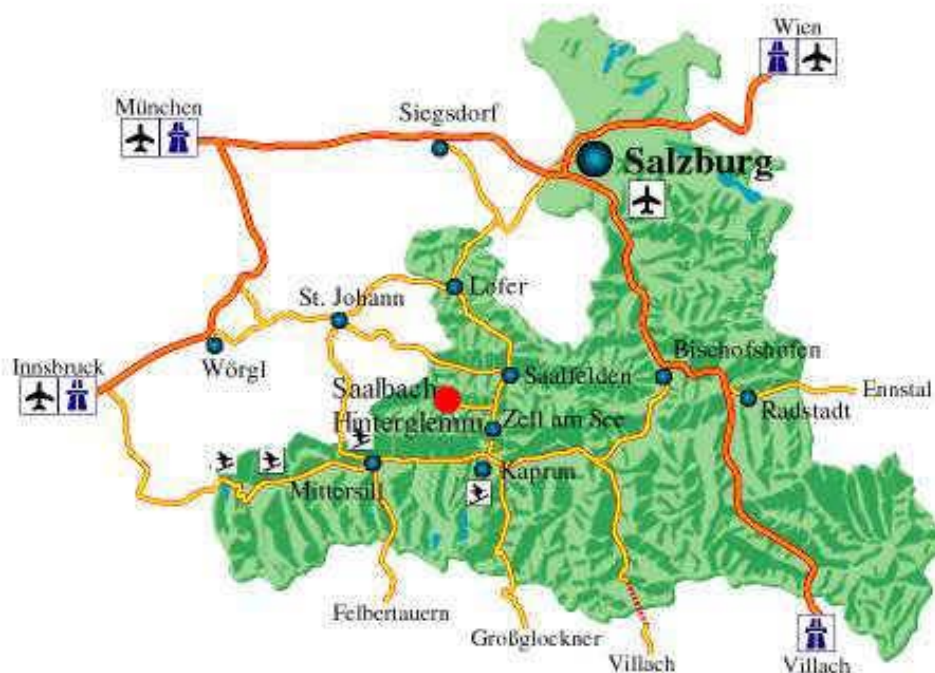 Wien
München
Siegsdorf
Salzburg
St. Johann
Lofer
Wörgl
Innsbruck
Bischofshofen
Saalfelden
Ennstal
Saalbach
Radstadt
Hinterglemm
Zell am See
Mittersill
Kaprun
Felbertauern
Großglockner
Villach
Villach